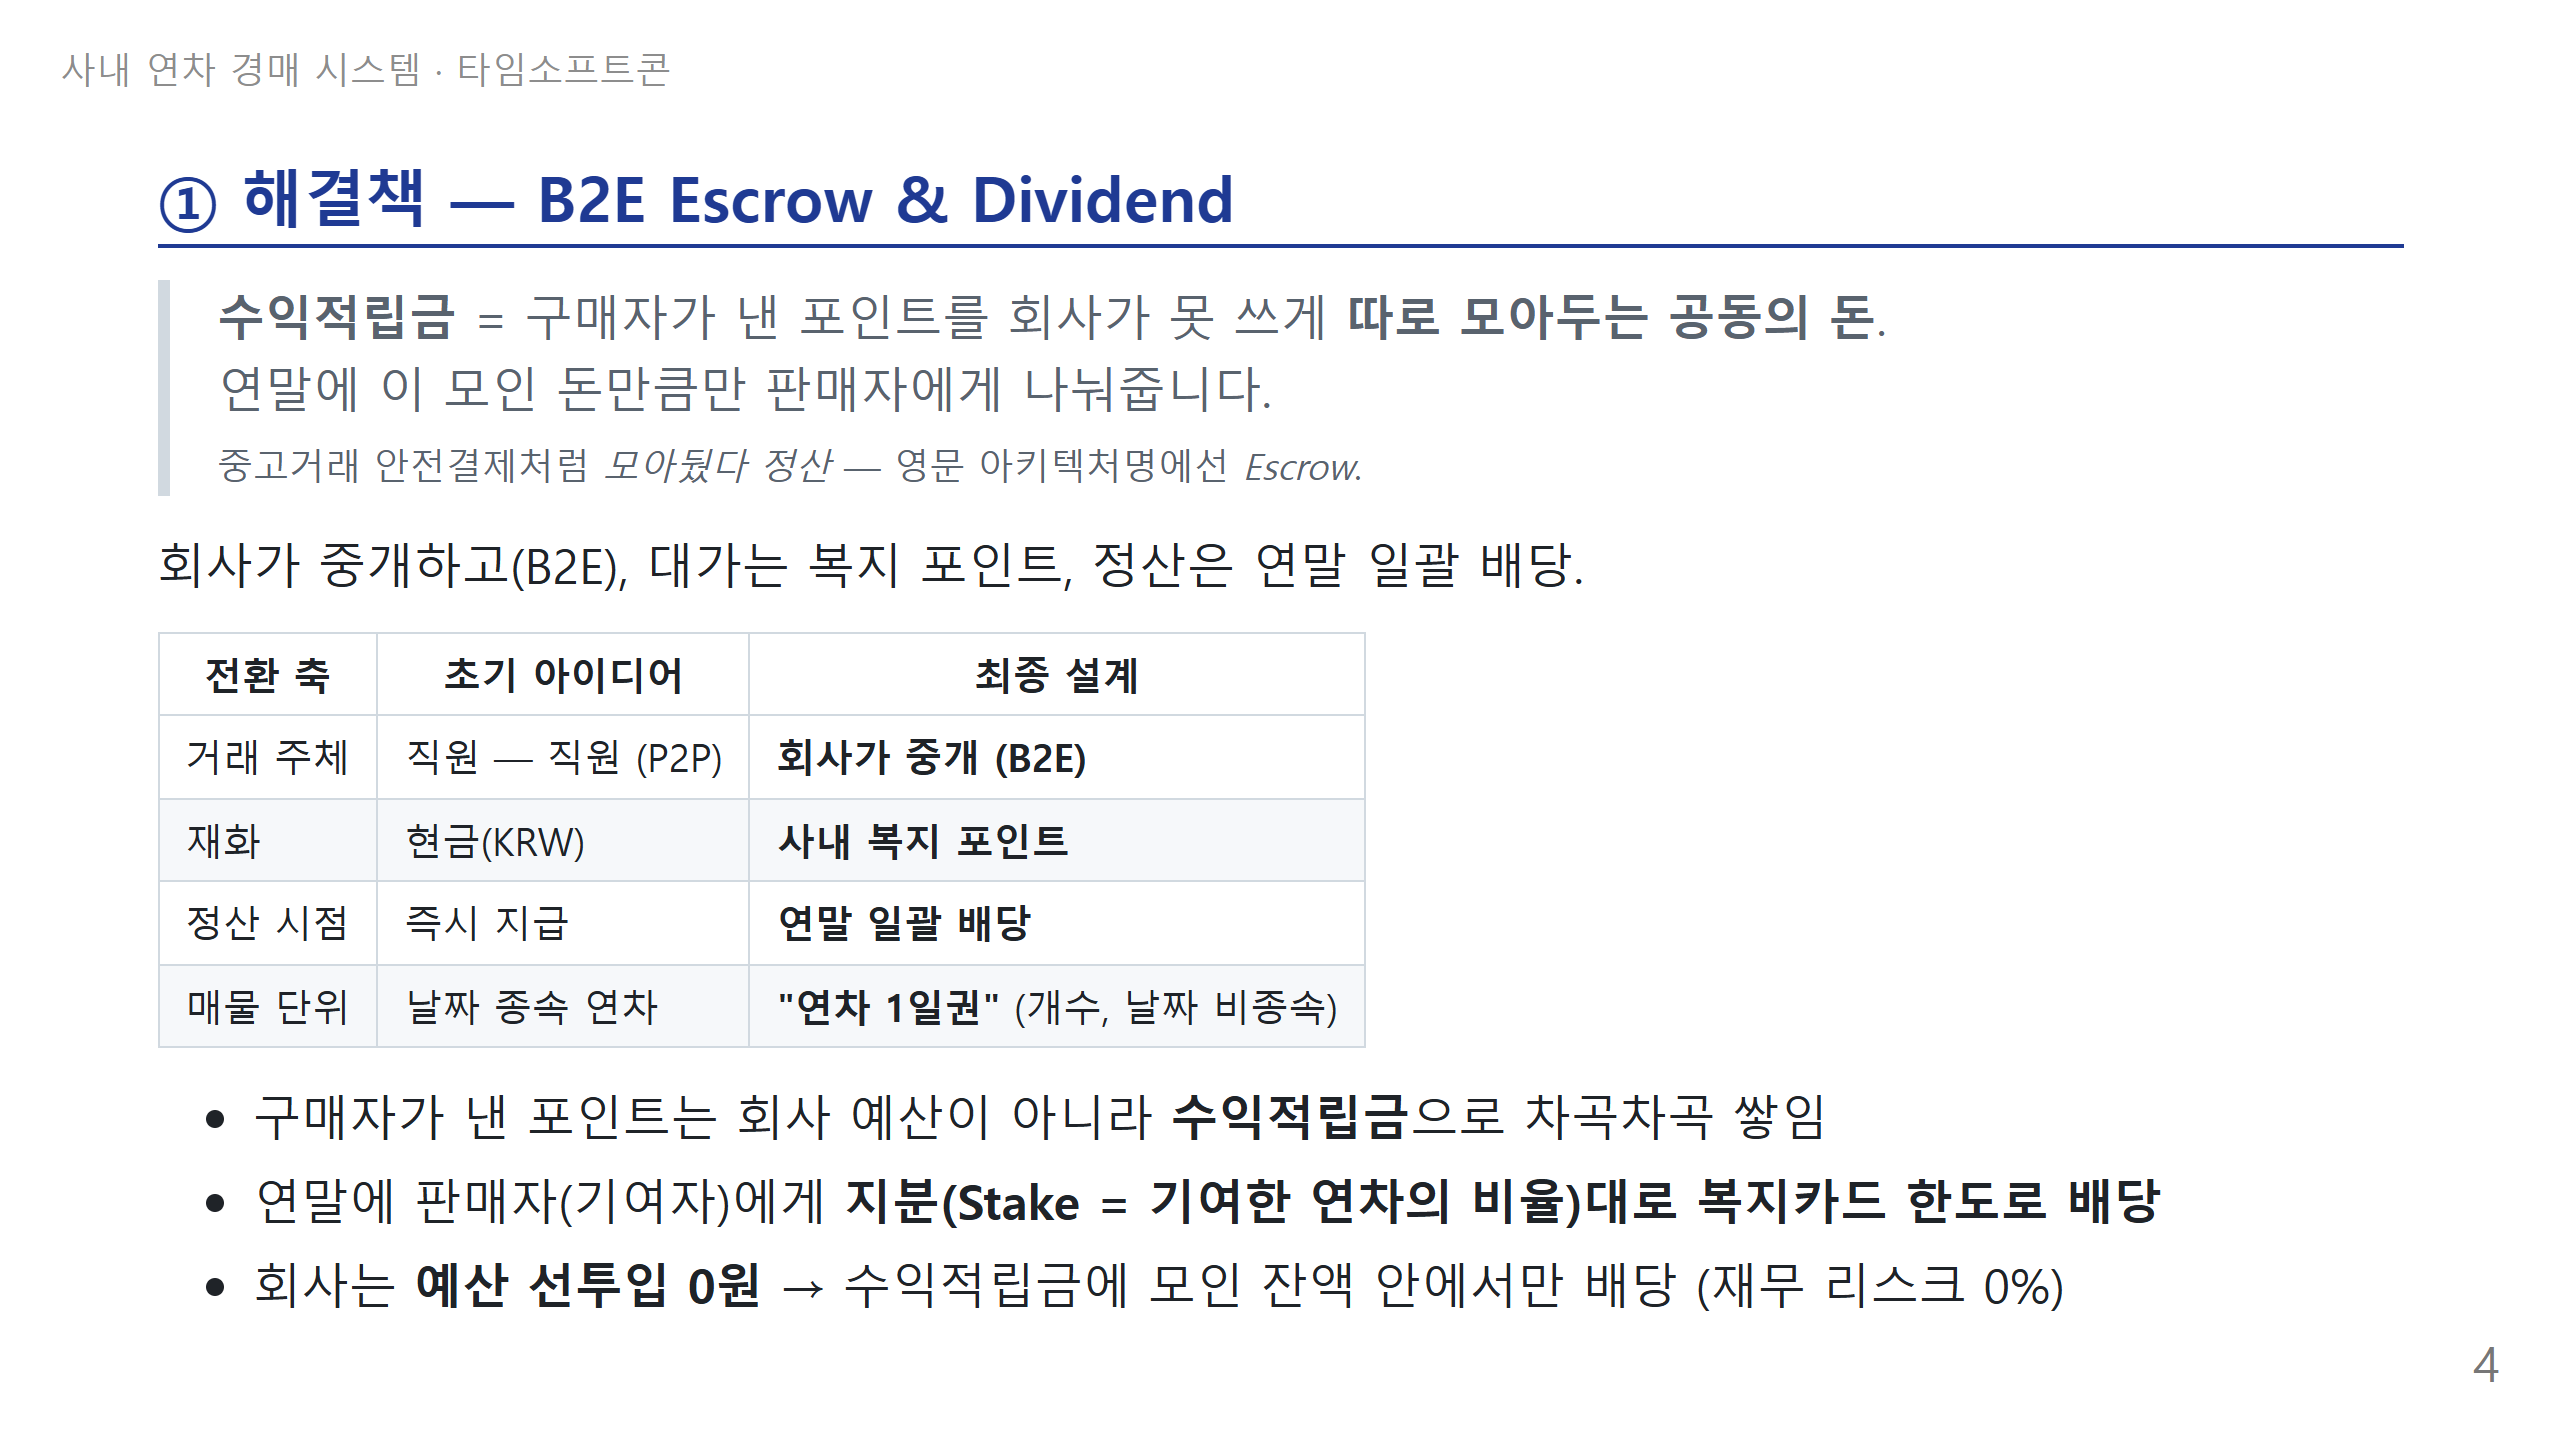 사내 연차 경매 시스템 · 타임소프트콘
① 해결책 — B2E Escrow & Dividend
수익적립금 = 구매자가 낸 포인트를 회사가 못 쓰게 따로 모아두는 공동의 돈.
연말에 이 모인 돈만큼만 판매자에게 나눠줍니다.
중고거래 안전결제처럼 모아뒀다 정산 — 영문 아키텍처명에선 Escrow.
회사가 중개하고(B2E), 대가는 복지 포인트, 정산은 연말 일괄 배당.
전환 축 초기 아이디어 최종 설계
거래 주체 직원 — 직원 (P2P) 회사가 중개 (B2E)
재화 현금(KRW) 사내 복지 포인트
정산 시점 즉시 지급 연말 일괄 배당
매물 단위 날짜 종속 연차 "연차 1일권" (개수, 날짜 비종속)
• 구매자가 낸 포인트는 회사 예산이 아니라 수익적립금으로 차곡차곡 쌓임
• 연말에 판매자(기여자)에게 지분(Stake = 기여한 연차의 비율)대로 복지카드 한도로 배당
• 회사는 예산 선투입 0원 → 수익적립금에 모인 잔액 안에서만 배당 (재무 리스크 0%)
4